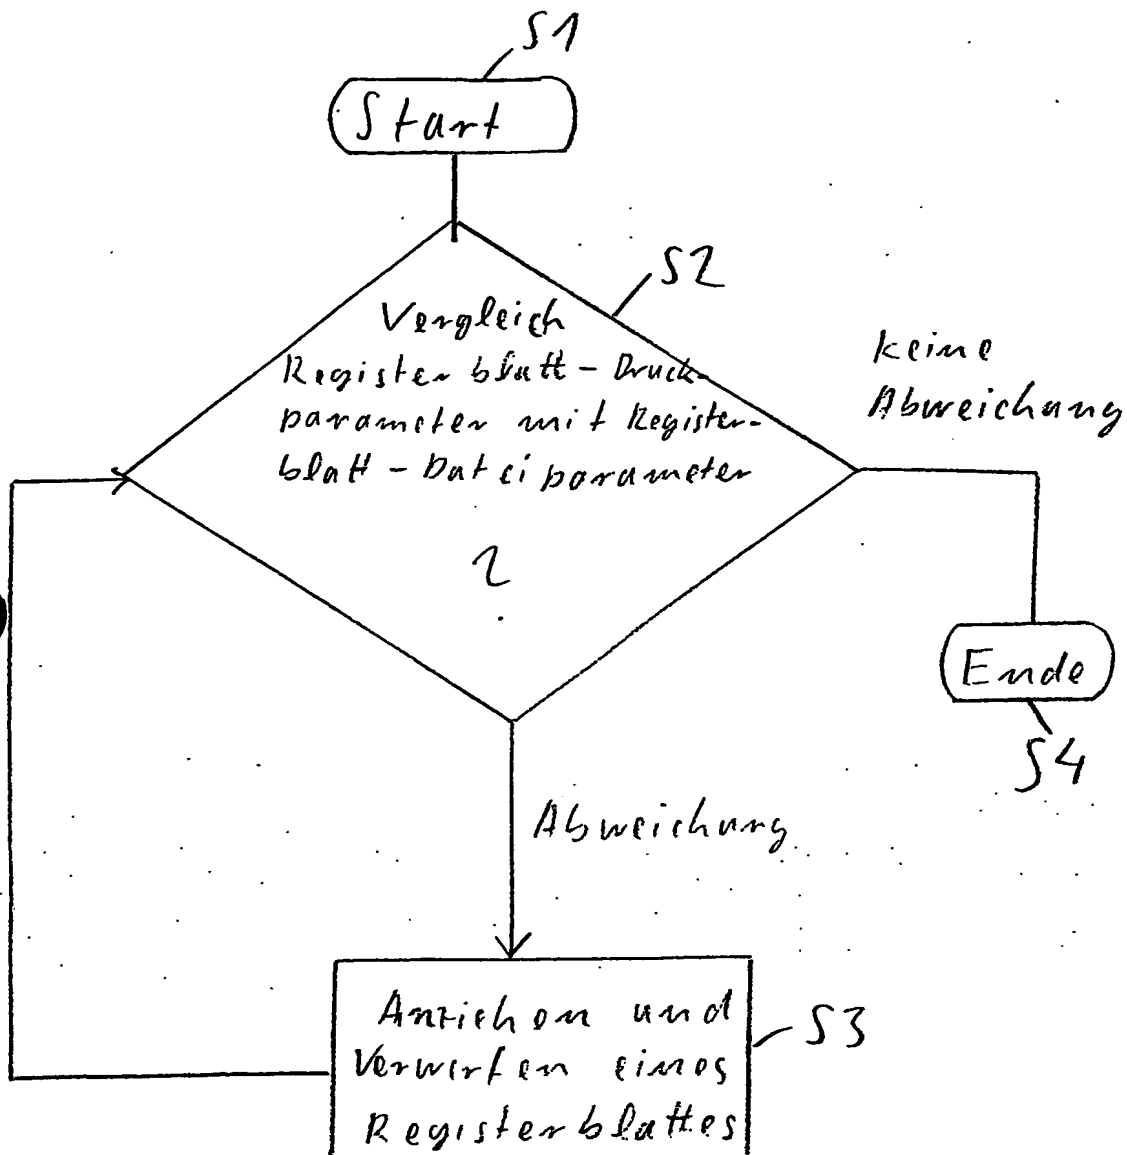 S1
Start
S2
Vergleich
Registerblatt - Druck-
parameter mit Register-
blatt - Dateiparameter
?
keine
Abweichung
Ende
S4
Abweichung
Anziehen und
Verwerfen eines
Registerblattes
S3